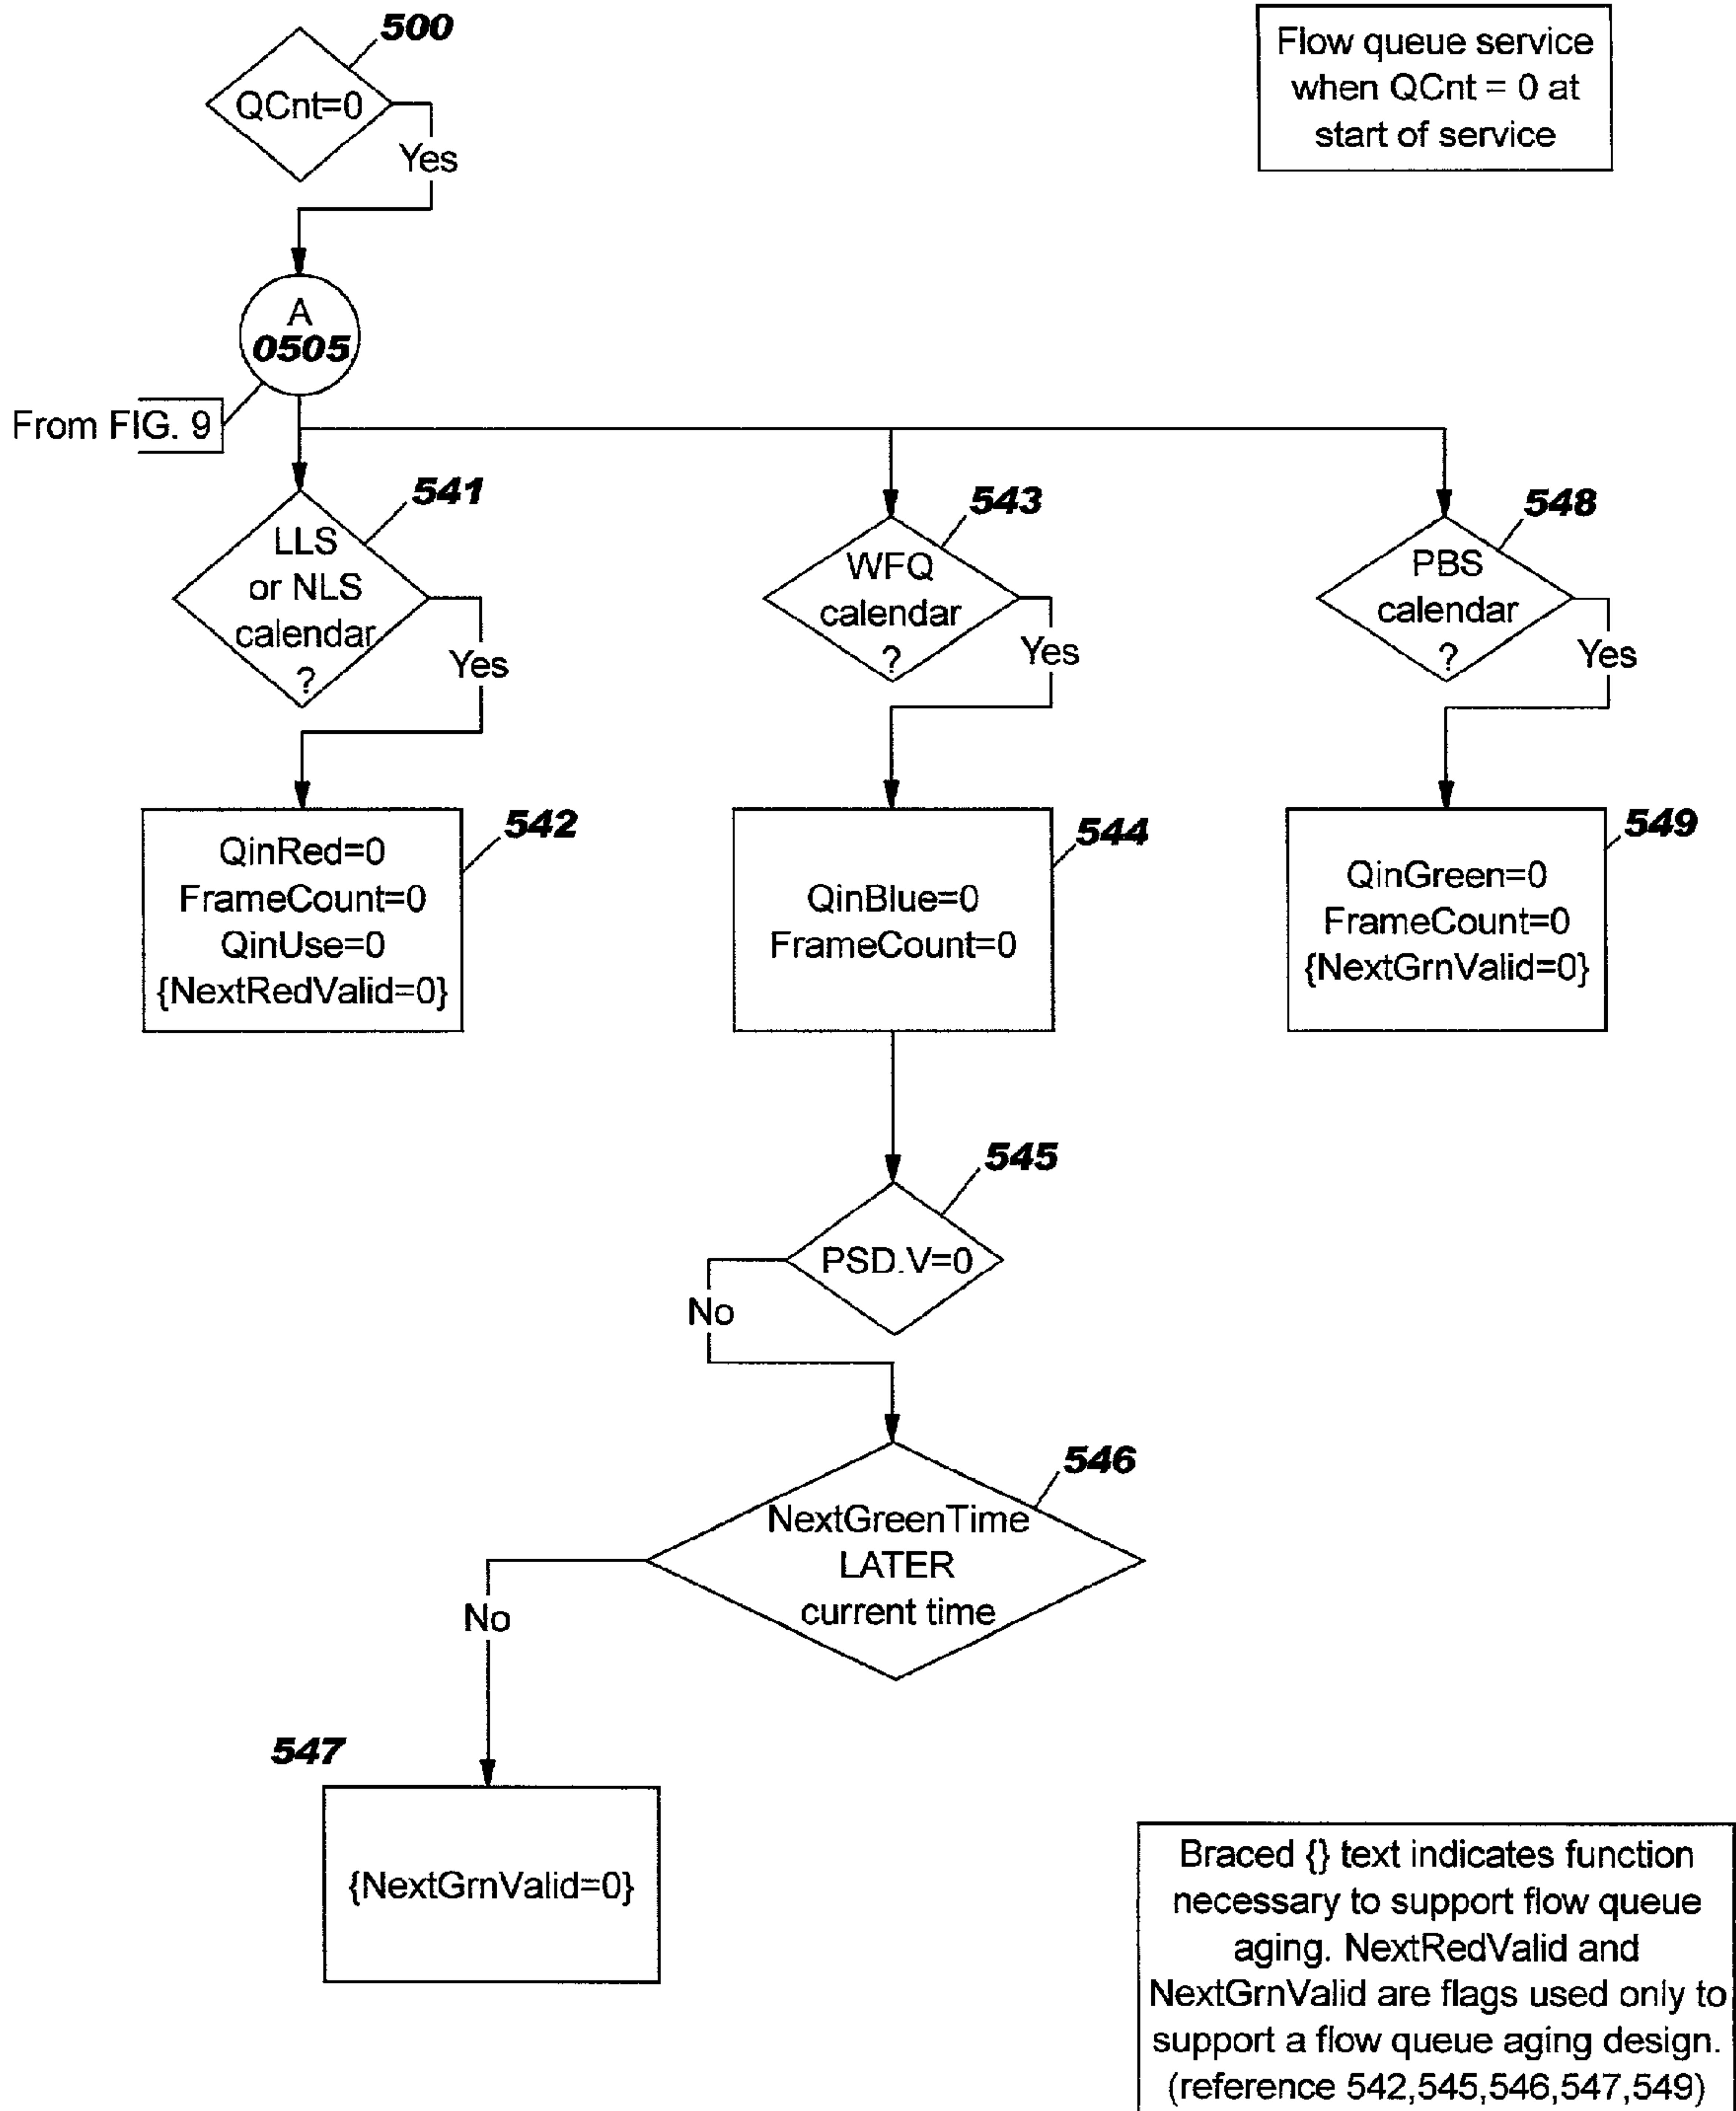 500
QCnt=0
Yes
Flow queue service
when QCnt = 0 at
start of service
A
0505
From FIG. 9
541
LLS
or NLS
calendar
?
Yes
543
WFQ
calendar
?
Yes
548
PBS
calendar
?
Yes
542
QinRed=0
FrameCount=0
QinUse=0
{NextRedValid=0}
544
QinBlue=0
FrameCount=0
549
QinGreen=0
FrameCount=0
{NextGrnValid=0}
545
PSD.V=0
No
546
NextGreenTime
LATER
current time
No
547
{NextGrnValid=0}
Braced {} text indicates function
necessary to support flow queue
aging. NextRedValid and
NextGrnValid are flags used only to
support a flow queue aging design.
(reference 542,545,546,547,549)